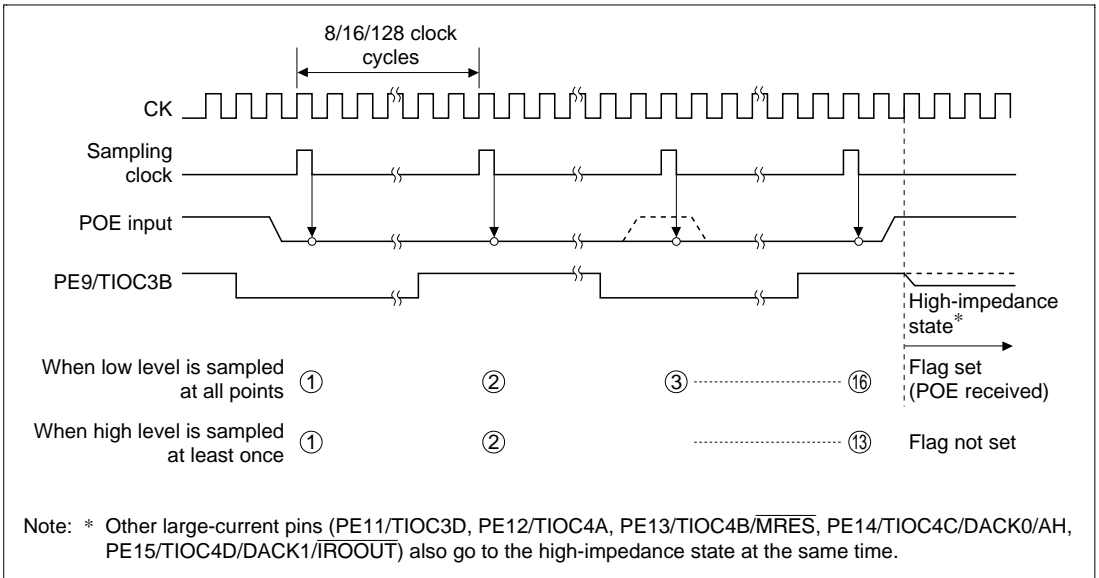 8/16/128 clock
cycles
CK
Sampling
clock
POE input
PE9/TIOC3B
High-impedance
state*
When low level is sampled
at all points
① ② ③ ⑯
Flag set
(POE received)
When high level is sampled
at least once
① ② ⑬ Flag not set
Note: * Other large-current pins (PE11/TIOC3D, PE12/TIOC4A, PE13/TIOC4B/MRES, PE14/TIOC4C/DACK0/AH,
PE15/TIOC4D/DACK1/IROOUT) also go to the high-impedance state at the same time.